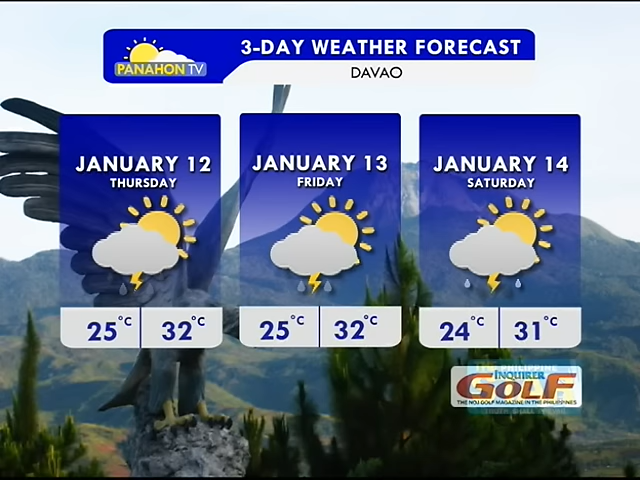 PANAHON TV
3-DAY WEATHER FORECAST
DAVAO
JANUARY 12
THURSDAY
25°C
32°C
JANUARY 13
FRIDAY
25°C
32°C
JANUARY 14
SATURDAY
24°C
31°C
INQUIRER
GOLF
THE NO.1 GOLF MAGAZINE IN THE PHILIPPINES